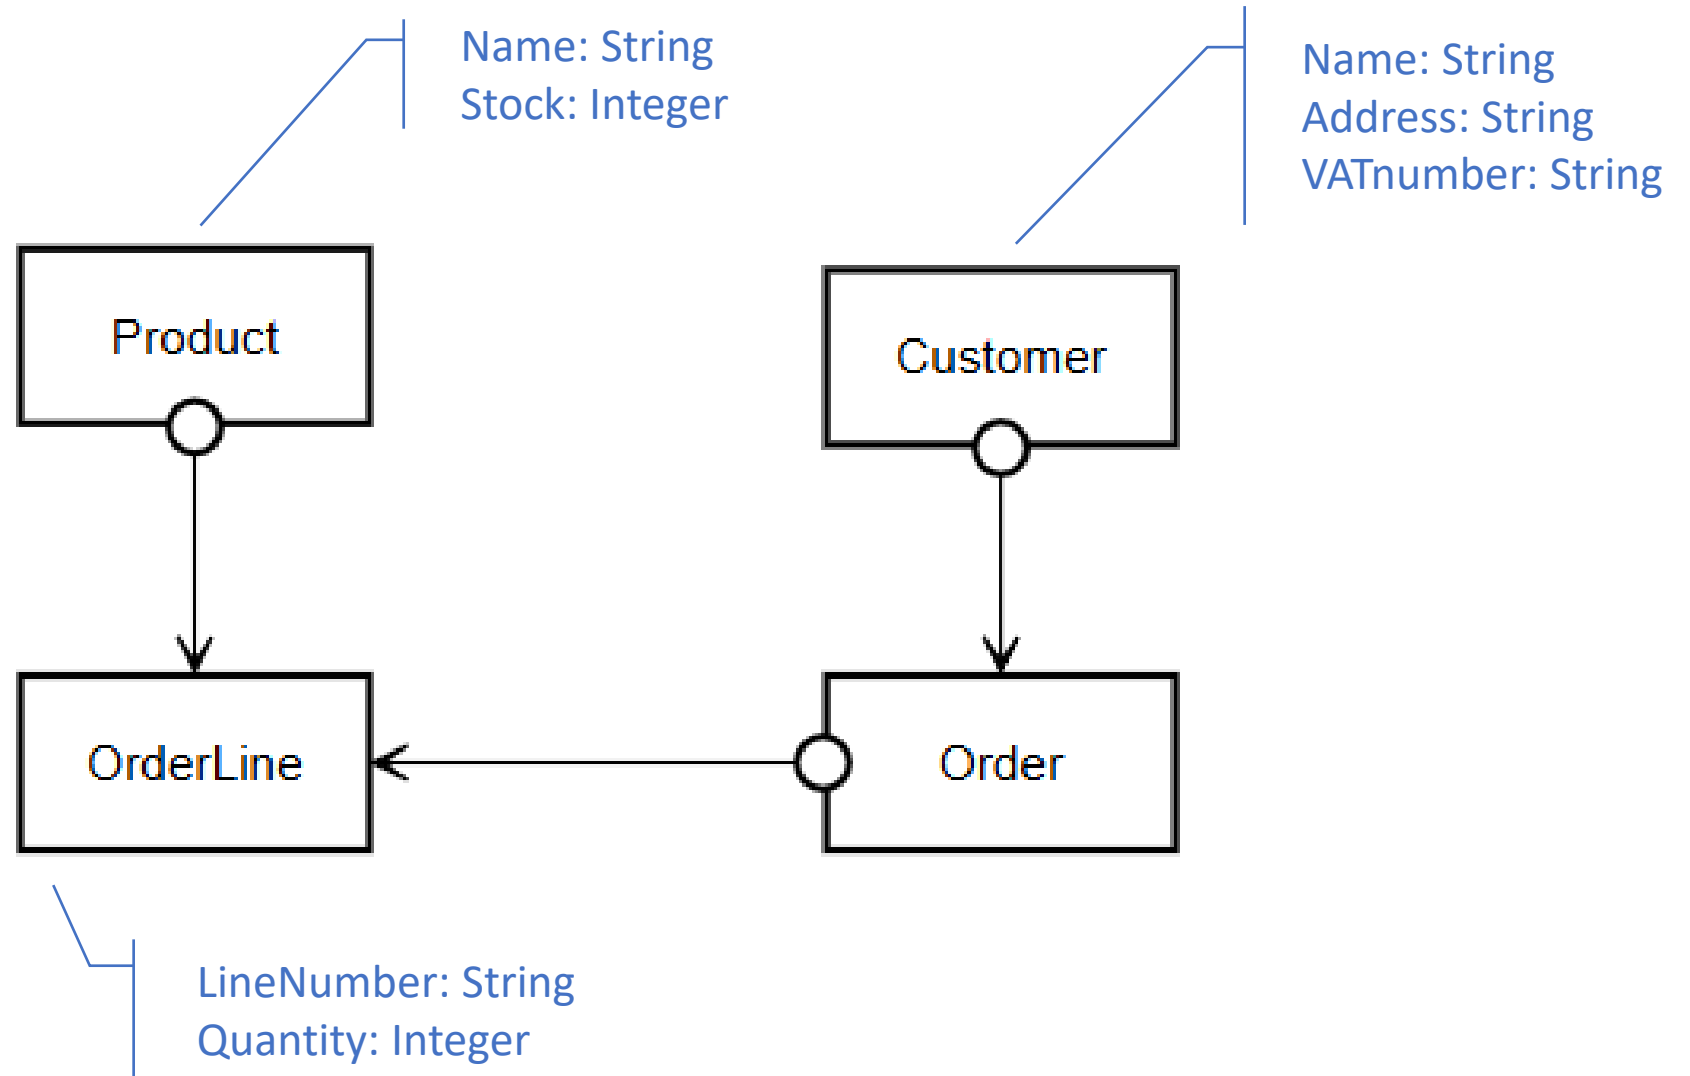 Name: String
Stock: Integer
Name: String
Address: String
VATnumber: String
Product
Customer
OrderLine
Order
LineNumber: String
Quantity: Integer